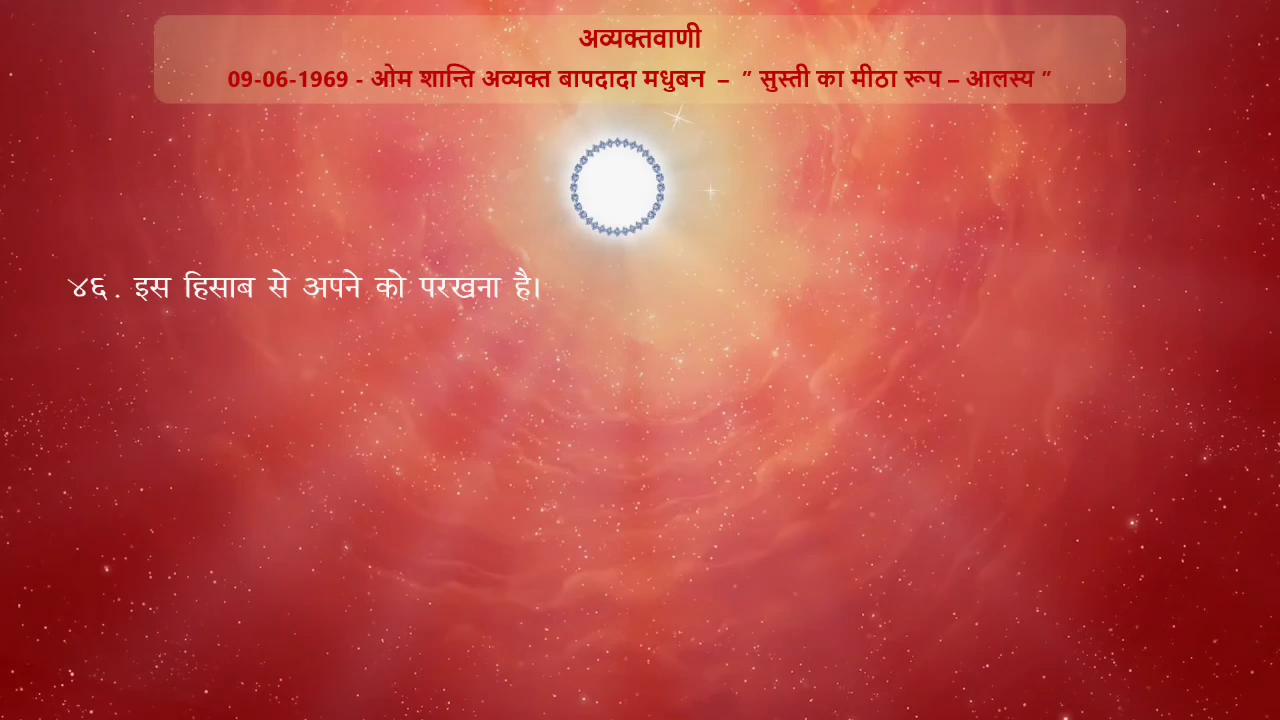 अव्यक्तवाणी
09-06-1969 - ओम शान्ति अव्यक्त बापदादा मधुबन – ” सुस्ती का मीठा रूप – आलस्य ”
४६. इस हिसाब से अपने को परखना है।